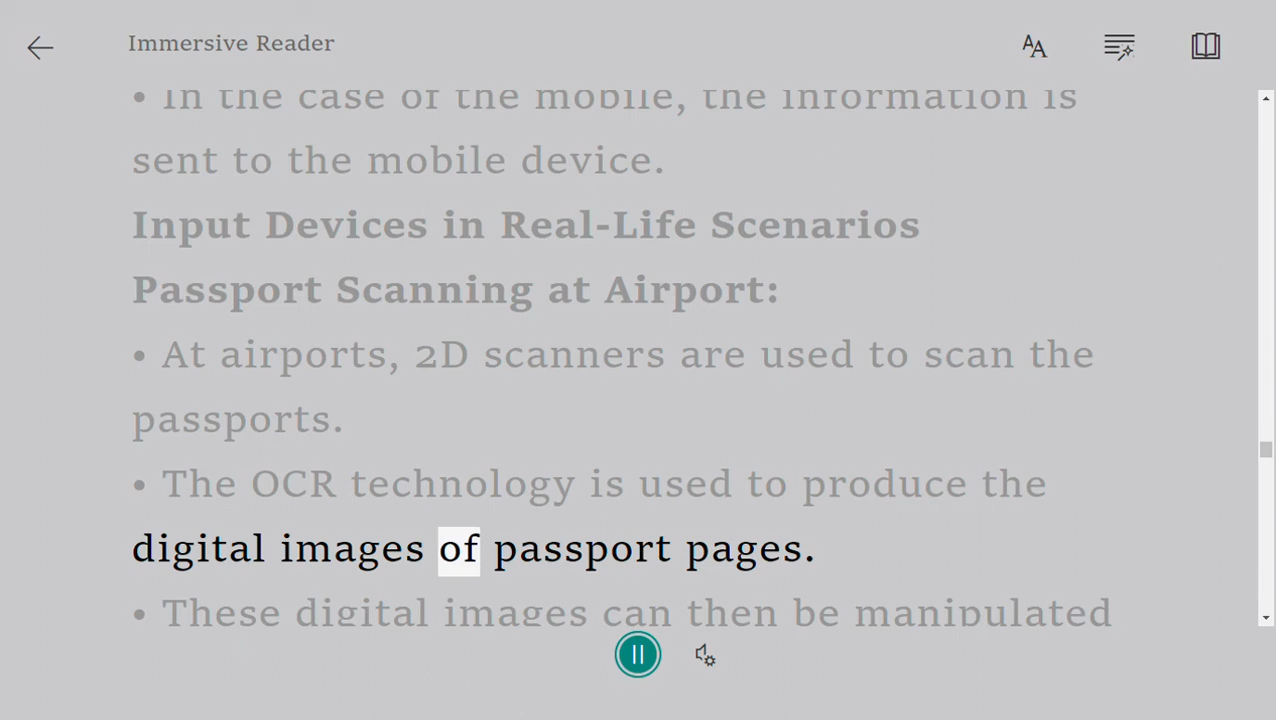 Immersive Reader
• In the case of the mobile, the information is
sent to the mobile device.
Input Devices in Real-Life Scenarios
Passport Scanning at Airport:
• At airports, 2D scanners are used to scan the
passports.
• The OCR technology is used to produce the
digital images of passport pages.
• These digital images can then be manipulated